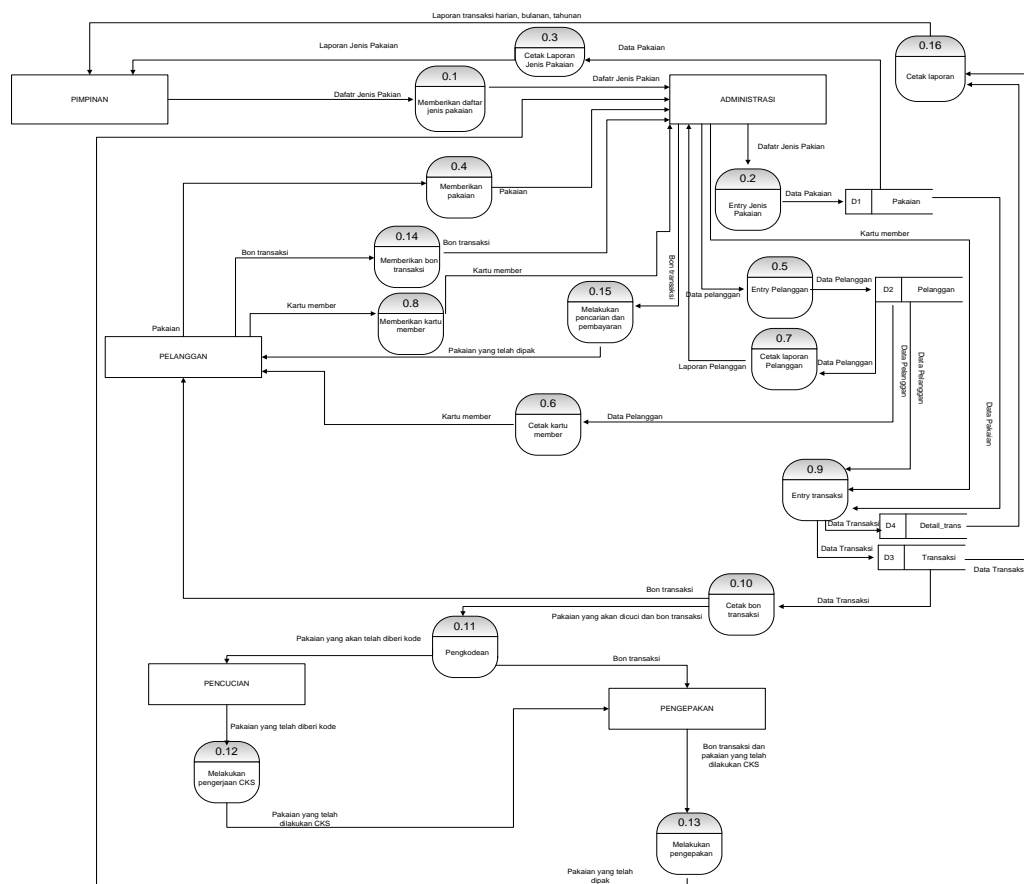 Laporan transaksi harian, bulanan, tahunan
0.3
Cetak Laporan
Jenis Pakaian
Laporan Jenis Pakaian
Data Pakaian
0.16
Cetak laporan
PIMPINAN
Dafatr Jenis Pakian
0.1
Memberikan daftar
jenis pakaian
Dafatr Jenis Pakian
ADMINISTRASI
Dafatr Jenis Pakian
0.2
Entry Jenis
Pakaian
Data Pakaian
D1
Pakaian
0.4
Memberikan
pakaian
Pakaian
Kartu member
Bon transaksi
0.14
Memberikan bon
transaksi
Bon transaksi
Bon transaksi
Kartu member
0.8
Memberikan kartu
member
Kartu member
0.15
Melakukan
pencarian dan
pembayaran
Data pelanggan
0.5
Entry Pelanggan
Data Pelanggan
D2
Pelanggan
Pakaian
PELANGGAN
Pakaian yang telah dipak
Laporan Pelanggan
0.7
Cetak laporan
Pelanggan
Data Pelanggan
Data Pelanggan
Data Pelanggan
Data Pakaian
Kartu member
0.6
Cetak kartu
member
Data Pelanggan
0.9
Entry transaksi
Data Transaksi
D4
Detail_trans
Data Transaksi
D3
Transaksi
Data Transaks
Bon transaksi
0.10
Cetak bon
transaksi
Data Transaksi
Pakaian yang akan dicuci dan bon transaksi
0.11
Pengkodean
Pakaian yang akan telah diberi kode
Bon transaksi
PENCUCIAN
PENGEPAKAN
Pakaian yang telah diberi kode
0.12
Melakukan
pengerjaan CKS
Bon transaksi dan
pakaian yang telah
dilakukan CKS
Pakaian yang telah
dilakukan CKS
0.13
Melakukan
pengepakan
Pakaian yang telah
dipak